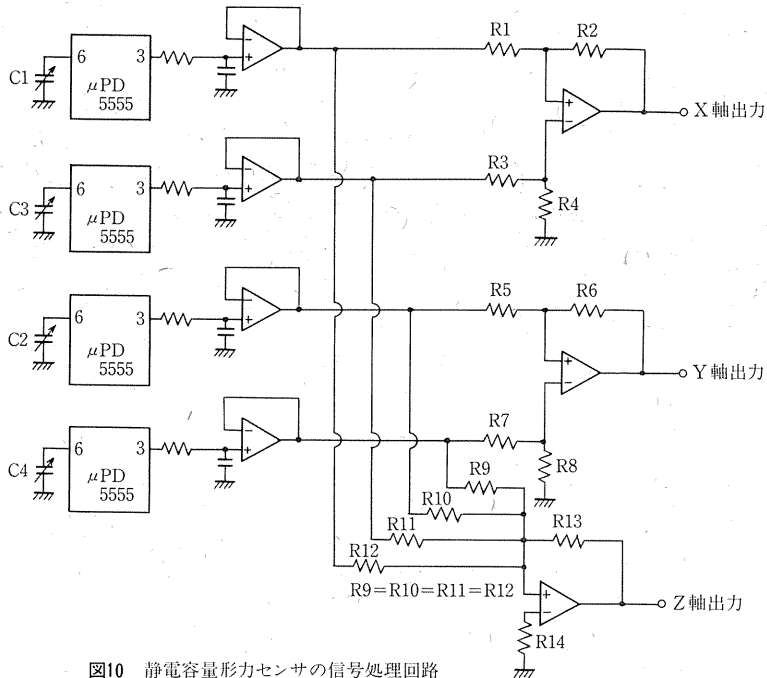 R1
R2
C1
6
3
μPD
5555
−
+
+
−
X軸出力
C3
6
3
μPD
5555
−
+
R3
R4
C2
6
3
μPD
5555
−
+
R5
R6
+
−
Y軸出力
C4
6
3
μPD
5555
−
+
R7
R8
R9
R10
R11
R12
R13
R9=R10=R11=R12
+
−
Z軸出力
R14
図10 静電容量形力センサの信号処理回路